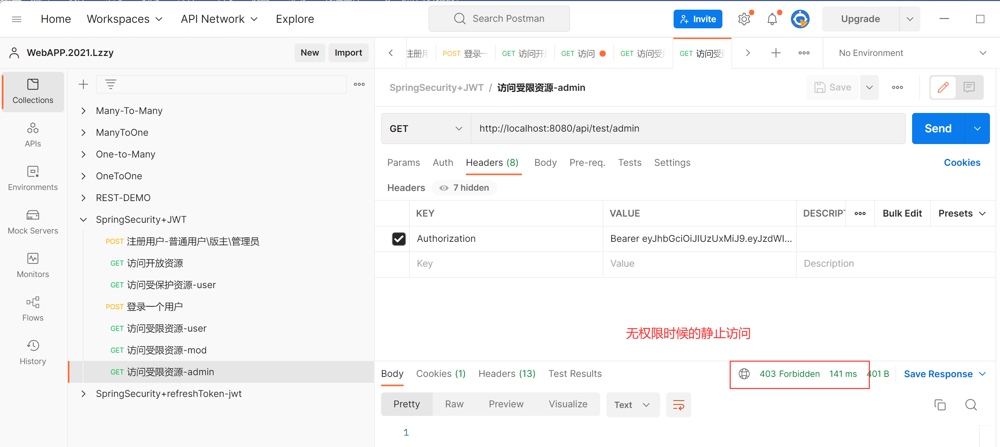 Home Workspaces API Network Explore Search Postman Invite Upgrade
WebAPP.2021.Lzzy New Import
注册用 POST 登录一 GET 访问开放 GET 访问 GET 访问受限 GET 访问受限 No Environment
Collections
APIs
Environments
Mock Servers
Monitors
Flows
History
Many-To-Many
ManyToOne
One-to-Many
OneToOne
REST-DEMO
SpringSecurity+JWT
POST 注册用户-普通用户\版主\管理员
GET 访问开放资源
GET 访问受保护资源-user
POST 登录一个用户
GET 访问受限资源-user
GET 访问受限资源-mod
GET 访问受限资源-admin
SpringSecurity+refreshToken-jwt
SpringSecurity+JWT / 访问受限资源-admin Save
GET http://localhost:8080/api/test/admin Send
Params Auth Headers (8) Body Pre-req. Tests Settings Cookies
Headers 7 hidden
KEY VALUE DESCRIPT Bulk Edit Presets
Authorization Bearer eyJhbGciOiJIUzUxMiJ9.eyJzdWI...
Key Value Description
无权限时候的静止访问
Body Cookies (1) Headers (13) Test Results 403 Forbidden 141 ms 401 B Save Response
Pretty Raw Preview Visualize Text
1